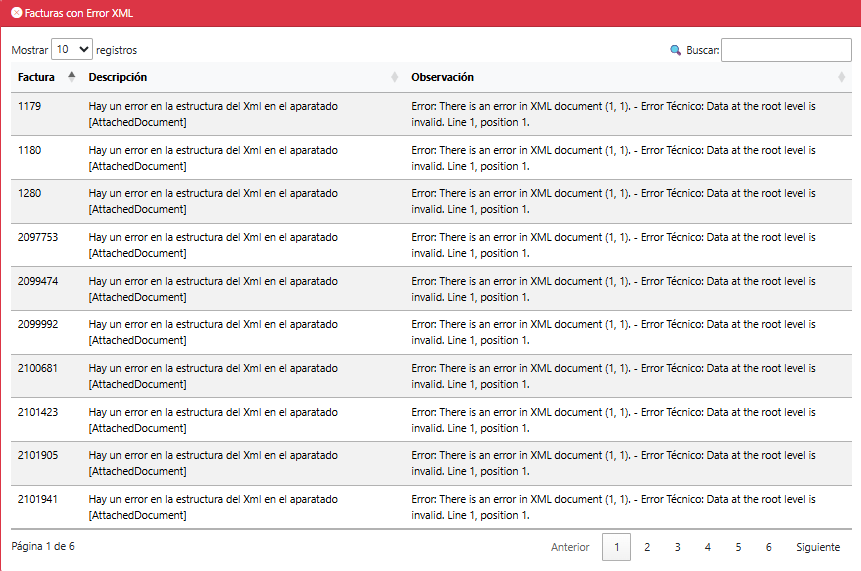 Facturas con Error XML
Mostrar 10 registros
Buscar:
Factura Descripción Observación
1179 Hay un error en la estructura del Xml en el aparatado Error: There is an error in XML document (1, 1). - Error Técnico: Data at the root level is
[AttachedDocument] invalid. Line 1, position 1.
1180 Hay un error en la estructura del Xml en el aparatado Error: There is an error in XML document (1, 1). - Error Técnico: Data at the root level is
[AttachedDocument] invalid. Line 1, position 1.
1280 Hay un error en la estructura del Xml en el aparatado Error: There is an error in XML document (1, 1). - Error Técnico: Data at the root level is
[AttachedDocument] invalid. Line 1, position 1.
2097753 Hay un error en la estructura del Xml en el aparatado Error: There is an error in XML document (1, 1). - Error Técnico: Data at the root level is
[AttachedDocument] invalid. Line 1, position 1.
2099474 Hay un error en la estructura del Xml en el aparatado Error: There is an error in XML document (1, 1). - Error Técnico: Data at the root level is
[AttachedDocument] invalid. Line 1, position 1.
2099992 Hay un error en la estructura del Xml en el aparatado Error: There is an error in XML document (1, 1). - Error Técnico: Data at the root level is
[AttachedDocument] invalid. Line 1, position 1.
2100681 Hay un error en la estructura del Xml en el aparatado Error: There is an error in XML document (1, 1). - Error Técnico: Data at the root level is
[AttachedDocument] invalid. Line 1, position 1.
2101423 Hay un error en la estructura del Xml en el aparatado Error: There is an error in XML document (1, 1). - Error Técnico: Data at the root level is
[AttachedDocument] invalid. Line 1, position 1.
2101905 Hay un error en la estructura del Xml en el aparatado Error: There is an error in XML document (1, 1). - Error Técnico: Data at the root level is
[AttachedDocument] invalid. Line 1, position 1.
2101941 Hay un error en la estructura del Xml en el aparatado Error: There is an error in XML document (1, 1). - Error Técnico: Data at the root level is
[AttachedDocument] invalid. Line 1, position 1.
Página 1 de 6 Anterior 1 2 3 4 5 6 Siguiente